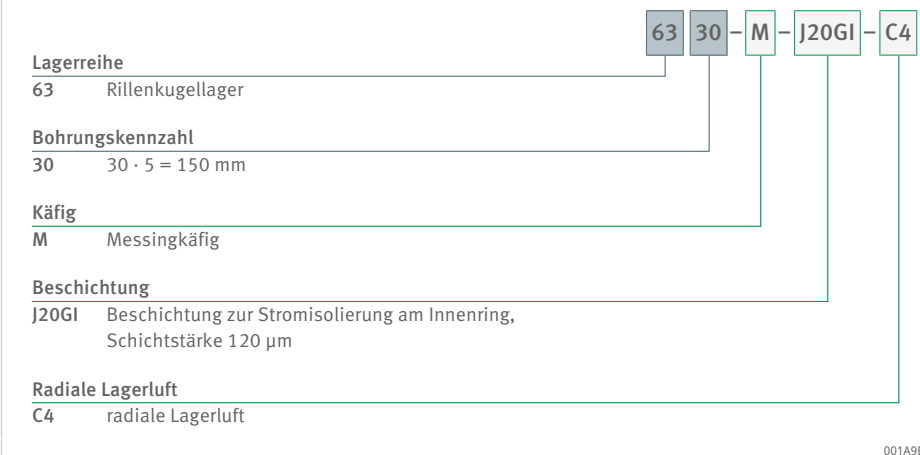 63 30 – M – J20GI – C4
Lagerreihe
63 Rillenkugellager
Bohrungskennzahl
30 30 · 5 = 150 mm
Käfig
M Messingkäfig
Beschichtung
J20GI Beschichtung zur Stromisolierung am Innenring,
Schichtstärke 120 μm
Radiale Lagerluft
C4 radiale Lagerluft